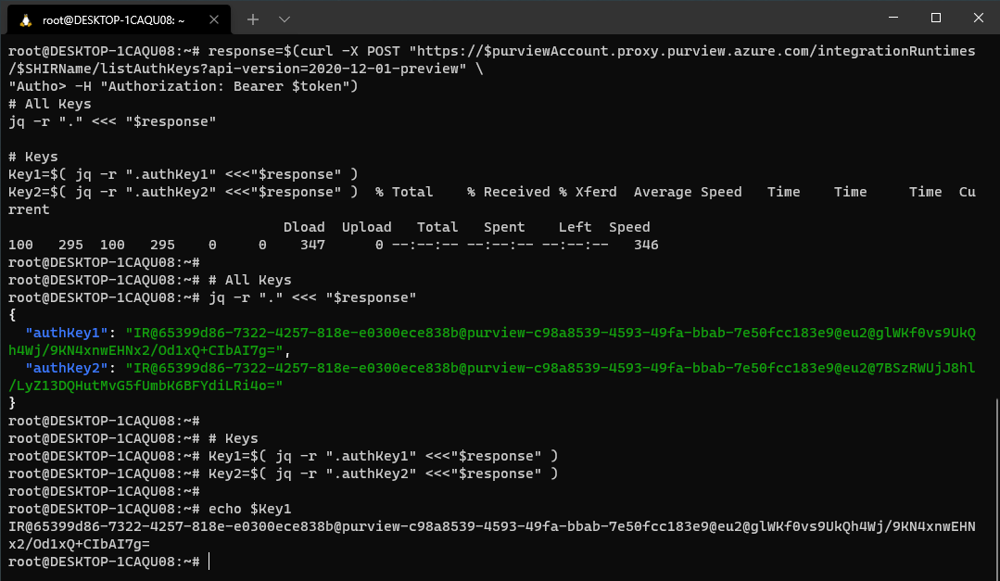 root@DESKTOP-1CAQU08: ~
root@DESKTOP-1CAQU08:~# response=$(curl -X POST "https://$purviewAccount.proxy.purview.azure.com/integrationRuntimes
/$SHIRName/listAuthKeys?api-version=2020-12-01-preview" \
"Autho> -H "Authorization: Bearer $token")
# All Keys
jq -r "." <<< "$response"
# Keys
Key1=$( jq -r ".authKey1" <<<"$response" )
Key2=$( jq -r ".authKey2" <<<"$response" )  % Total    % Received % Xferd  Average Speed   Time    Time     Time  Cu
rrent
                                 Dload  Upload   Total   Spent    Left  Speed
100   295  100   295    0     0    347      0 --:--:-- --:--:-- --:--:--   346
root@DESKTOP-1CAQU08:~#
root@DESKTOP-1CAQU08:~# # All Keys
root@DESKTOP-1CAQU08:~# jq -r "." <<< "$response"
{
  "authKey1": "IR@65399d86-7322-4257-818e-e0300ece838b@purview-c98a8539-4593-49fa-bbab-7e50fcc183e9@eu2@glWKf0vs9UkQ
h4Wj/9KN4xnwEHNx2/Od1xQ+CIbAI7g=",
  "authKey2": "IR@65399d86-7322-4257-818e-e0300ece838b@purview-c98a8539-4593-49fa-bbab-7e50fcc183e9@eu2@7BSzRWUjJ8hl
/LyZ13DQHutMvG5fUmbK6BFYdiLRi4o="
}
root@DESKTOP-1CAQU08:~#
root@DESKTOP-1CAQU08:~# # Keys
root@DESKTOP-1CAQU08:~# Key1=$( jq -r ".authKey1" <<<"$response" )
root@DESKTOP-1CAQU08:~# Key2=$( jq -r ".authKey2" <<<"$response" )
root@DESKTOP-1CAQU08:~#
root@DESKTOP-1CAQU08:~# echo $Key1
IR@65399d86-7322-4257-818e-e0300ece838b@purview-c98a8539-4593-49fa-bbab-7e50fcc183e9@eu2@glWKf0vs9UkQh4Wj/9KN4xnwEHN
x2/Od1xQ+CIbAI7g=
root@DESKTOP-1CAQU08:~#